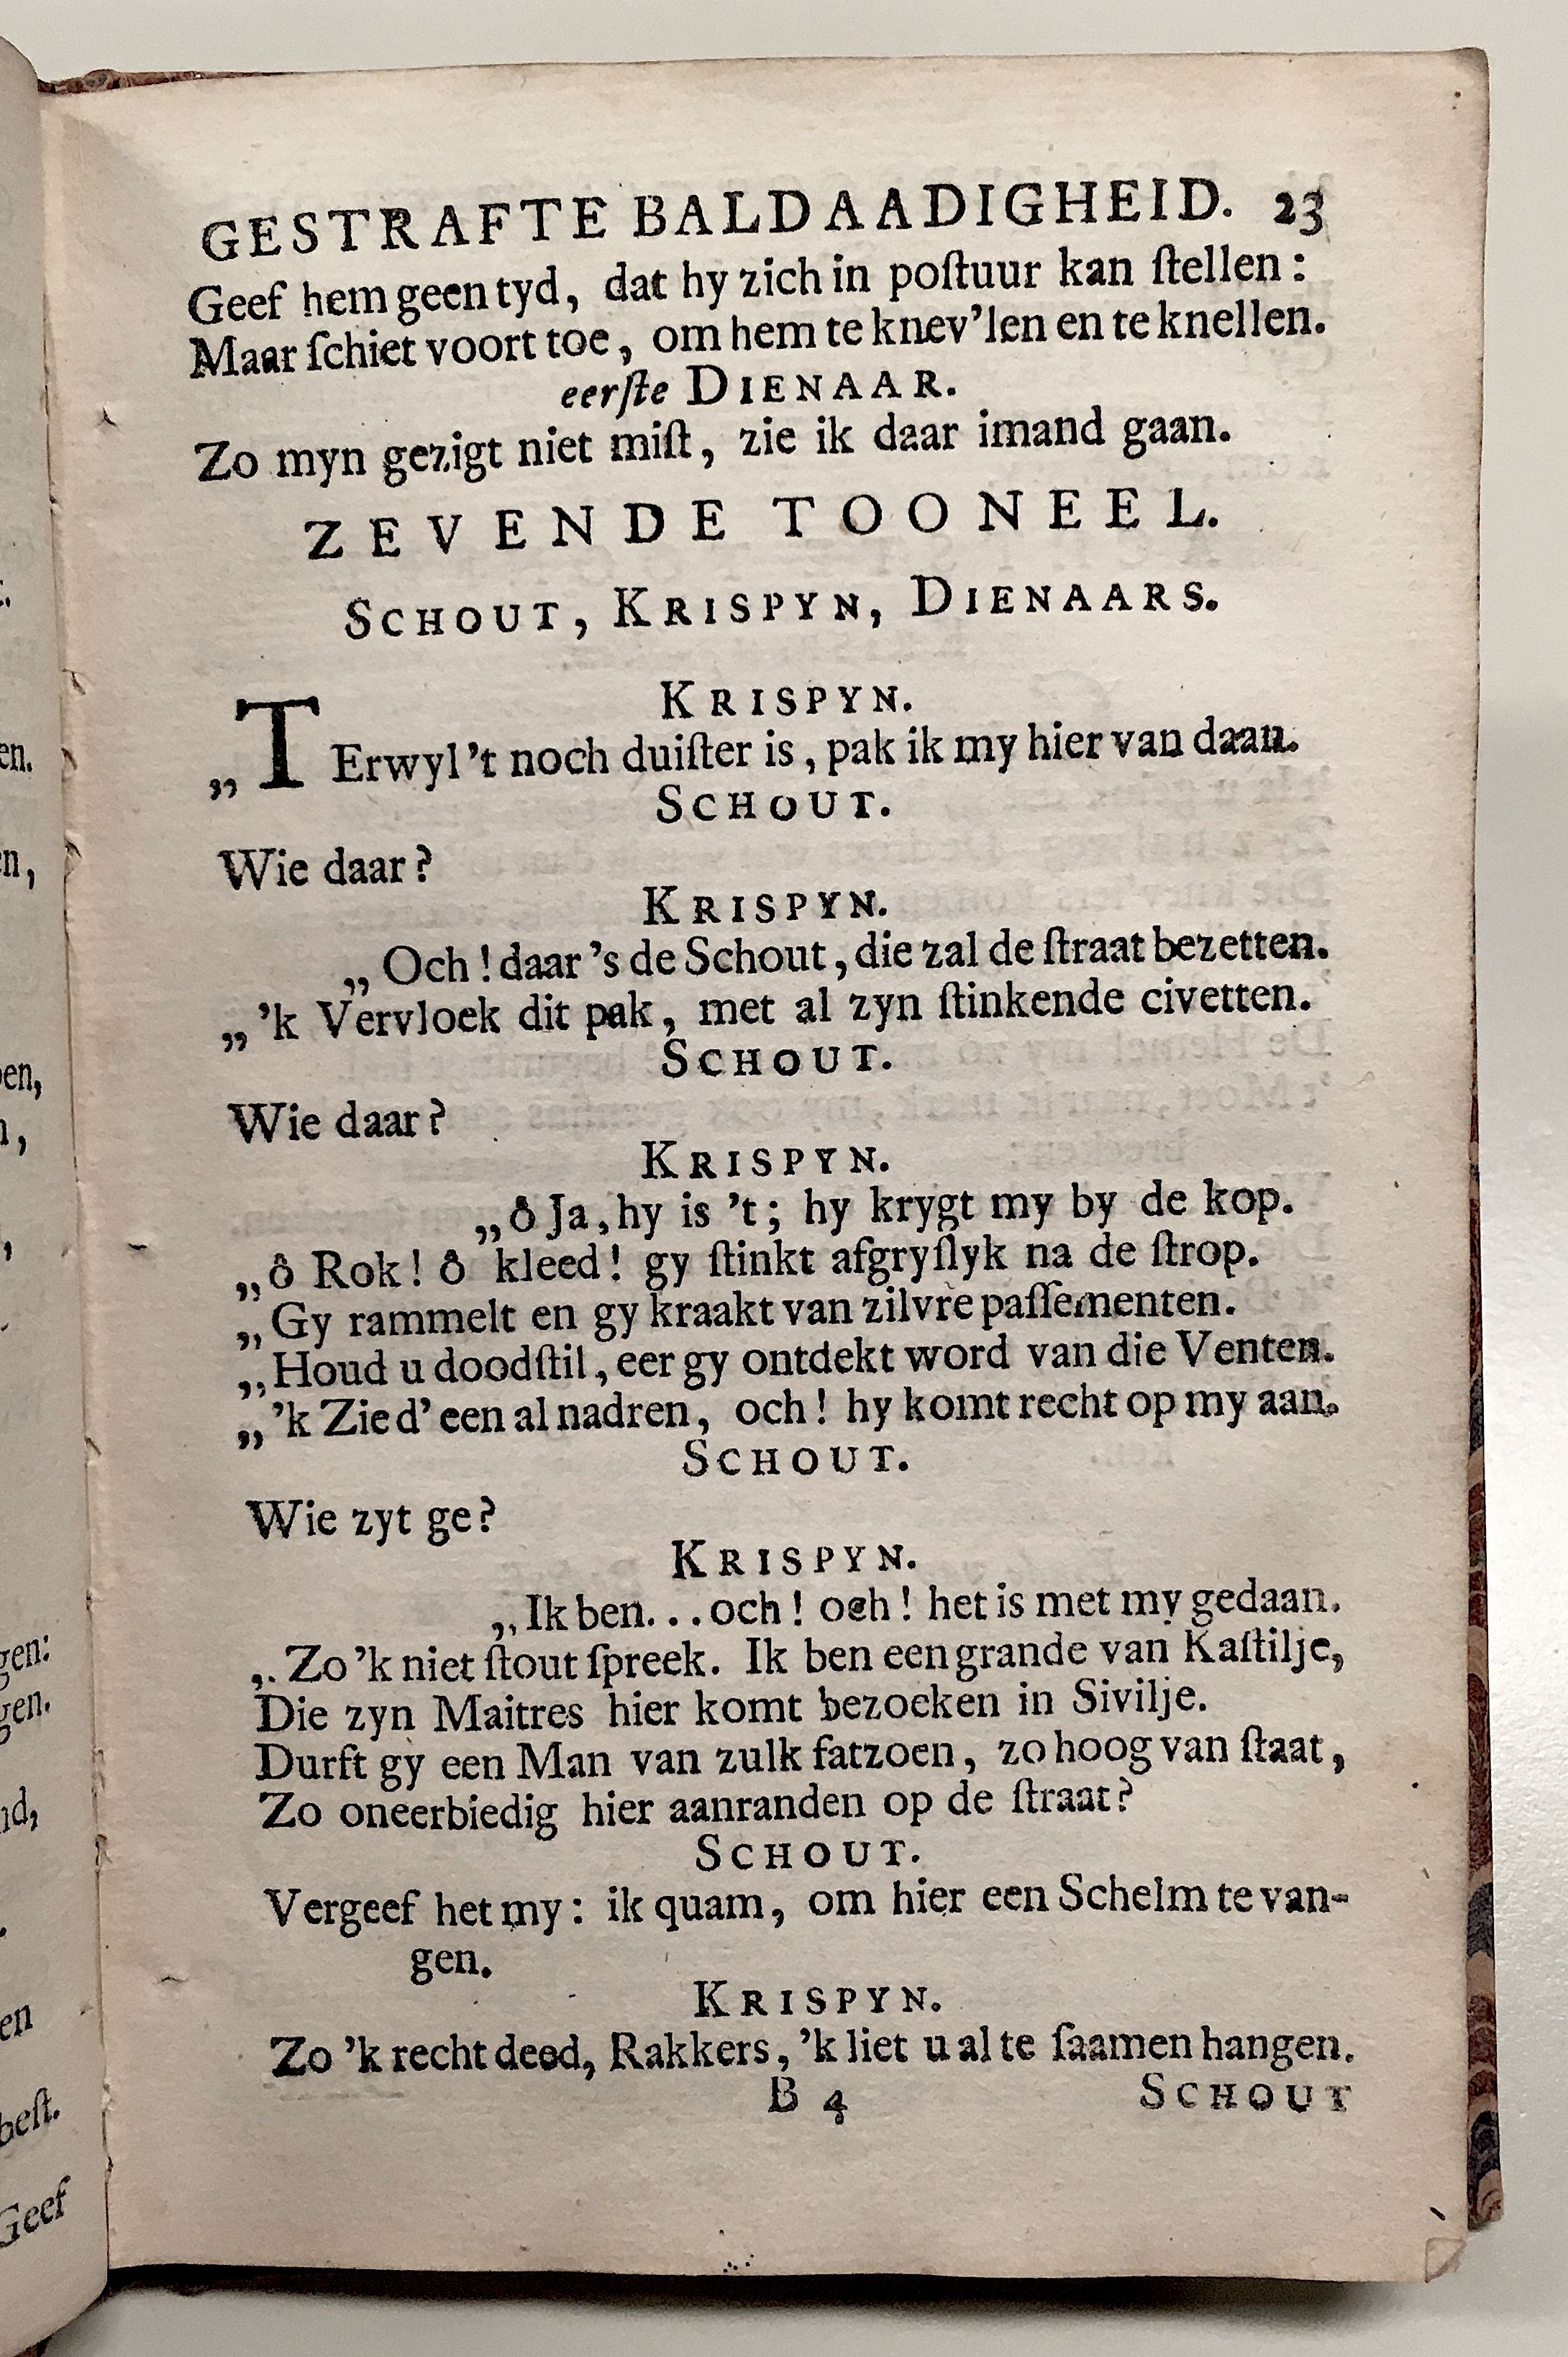 GESTRAFTE BALDAADIGHEID. 23
Geef hem geen tyd, dat hy zich in poſtuur kan ſtellen:
Maar ſchiet voort toe, om hem te knev’len en te knellen.
eerſte DIENAAR.
Zo myn gezigt niet miſt, zie ik daar imand gaan.
ZEVENDE TOONEEL.
SCHOUT, KRISPYN, DIENAARS.
KRISPYN.
„TErwyl ’t noch duiſter is, pak ik my hier van daan.
SCHOUT.
Wie daar?
KRISPYN.
„Och! daar ’s de Schout, die zal de ſtraat bezetten.
„’k Vervloek dit pak, met al zyn ſtinkende civetten.
SCHOUT.
Wie daar?
KRISPYN.
„ô Ja, hy is ’t; hy krygt my by de kop.
„ô Rok! ô kleed! gy ſtinkt afgryſlyk na de ſtrop.
„Gy rammelt en gy kraakt van zilvre paſſementen.
„Houd u doodſtil, eer gy ontdekt word van die Venten.
„’k Zie d’ een al nadren, och! hy komt recht op my aan.
SCHOUT.
Wie zyt ge?
KRISPYN.
„Ik ben... och! och! het is met my gedaan.
„Zo ’k niet ſtout ſpreek. Ik ben een grande van Kaſtilje,
Die zyn Maitres hier komt bezoeken in Sivilje.
Durft gy een Man van zulk fatzoen, zo hoog van ſtaat,
Zo oneerbiedig hier aanranden op de ſtraat?
SCHOUT.
Vergeef het my: ik quam, om hier een Schelm te van-
gen.
KRISPYN.
Zo ’k recht deed, Rakkers, ’k liet u al te ſaamen hangen.
B 4 SCHOUT
en.
en,
gen:
gen.
en
beſt.
Geef